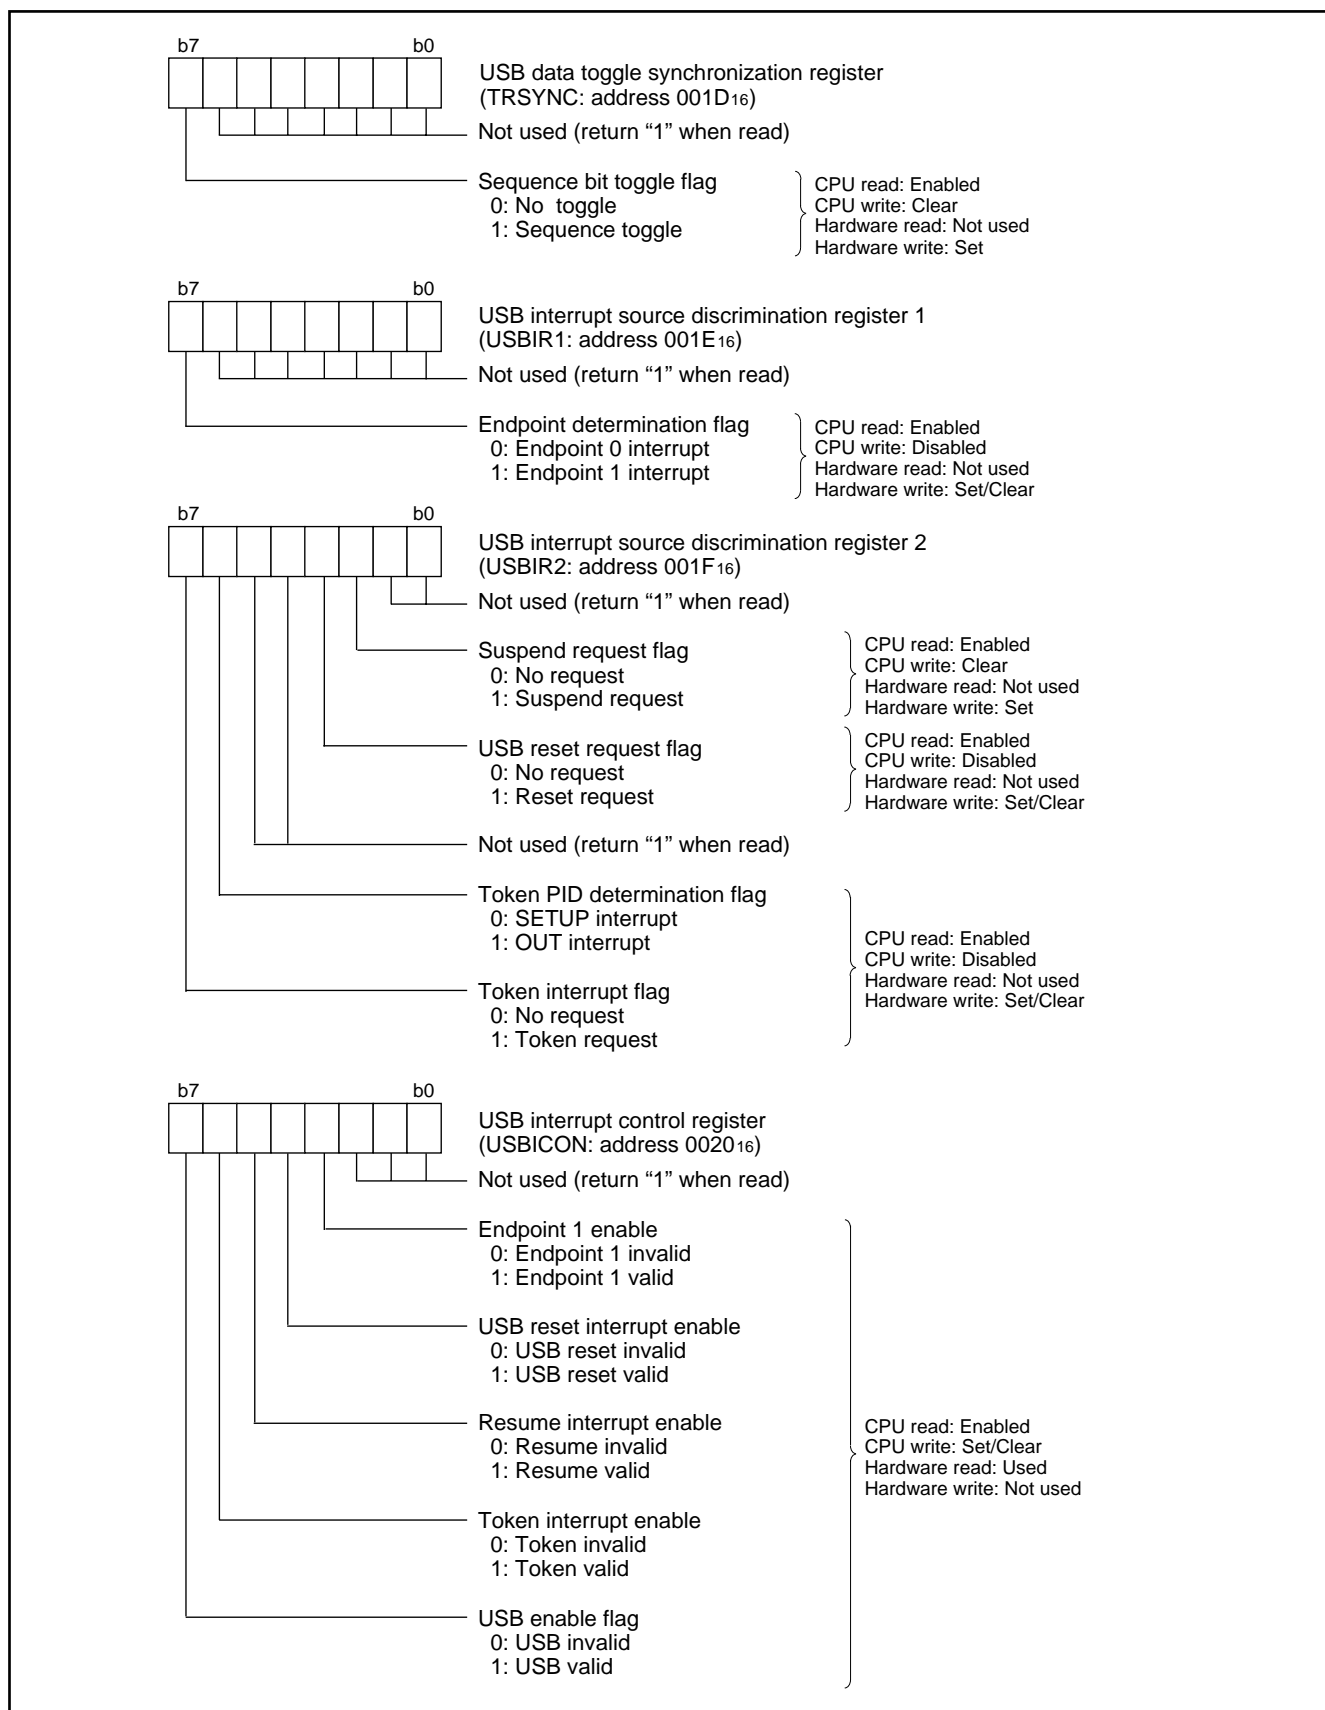 b7 b0
USB data toggle synchronization register
(TRSYNC: address 001D16)
Not used (return “1” when read)
Sequence bit toggle flag
0: No toggle
1: Sequence toggle
CPU read: Enabled
CPU write: Clear
Hardware read: Not used
Hardware write: Set
b7 b0
USB interrupt source discrimination register 1
(USBIR1: address 001E16)
Not used (return “1” when read)
Endpoint determination flag
0: Endpoint 0 interrupt
1: Endpoint 1 interrupt
CPU read: Enabled
CPU write: Disabled
Hardware read: Not used
Hardware write: Set/Clear
b7 b0
USB interrupt source discrimination register 2
(USBIR2: address 001F16)
Not used (return “1” when read)
Suspend request flag
0: No request
1: Suspend request
CPU read: Enabled
CPU write: Clear
Hardware read: Not used
Hardware write: Set
USB reset request flag
0: No request
1: Reset request
CPU read: Enabled
CPU write: Disabled
Hardware read: Not used
Hardware write: Set/Clear
Not used (return “1” when read)
Token PID determination flag
0: SETUP interrupt
1: OUT interrupt
Token interrupt flag
0: No request
1: Token request
CPU read: Enabled
CPU write: Disabled
Hardware read: Not used
Hardware write: Set/Clear
b7 b0
USB interrupt control register
(USBICON: address 002016)
Not used (return “1” when read)
Endpoint 1 enable
0: Endpoint 1 invalid
1: Endpoint 1 valid
USB reset interrupt enable
0: USB reset invalid
1: USB reset valid
Resume interrupt enable
0: Resume invalid
1: Resume valid
Token interrupt enable
0: Token invalid
1: Token valid
USB enable flag
0: USB invalid
1: USB valid
CPU read: Enabled
CPU write: Set/Clear
Hardware read: Used
Hardware write: Not used